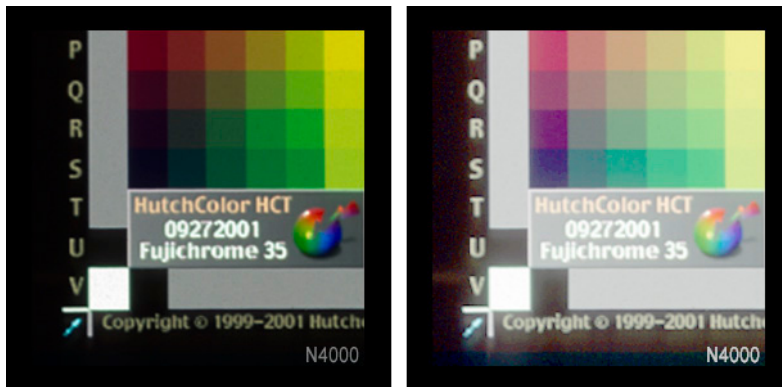 P
Q
R
S
T
U
V
HutchColor HCT
09272001
Fujichrome 35
Copyright © 1999-2001 Hutch
N4000
P
Q
R
S
T
U
V
HutchColor HCT
09272001
Fujichrome 35
Copyright © 1999-2001 Hutch
N4000